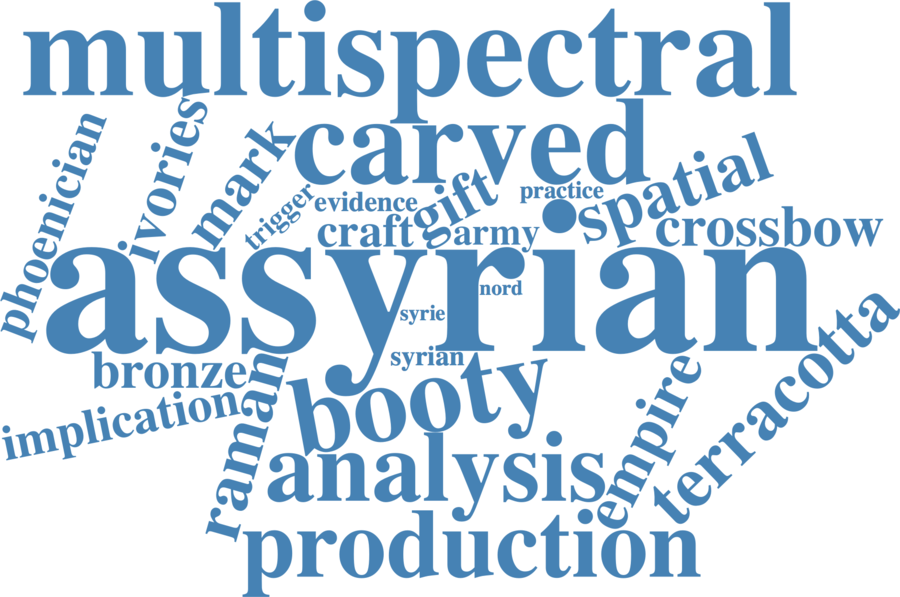 multispectral
carved
phoenician
ivories
mark
trigger
evidence
gift
practice
spatial
craft
army
crossbow
assyrian
nord
syrie
syrian
bronze
implication
raman
booty
empire
terracotta
analysis
production